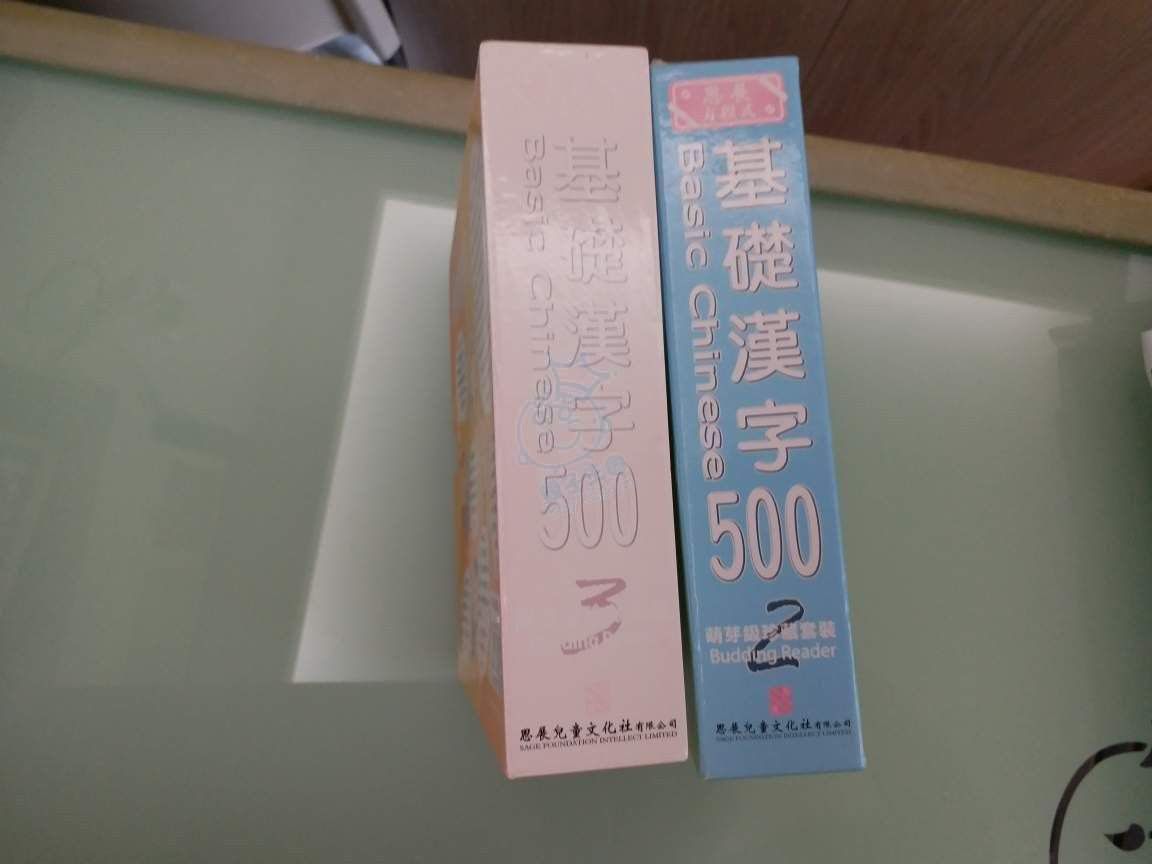 基礎漢字
Basic Chinese
500
3
思展兒童文化社有限公司
SAGE FOUNDATION INTELLECT LIMITED
思展
基礎漢字
Basic Chinese
500
2
萌芽級珍藏套裝
Budding Reader
思展兒童文化社有限公司
SAGE FOUNDATION INTELLECT LIMITED